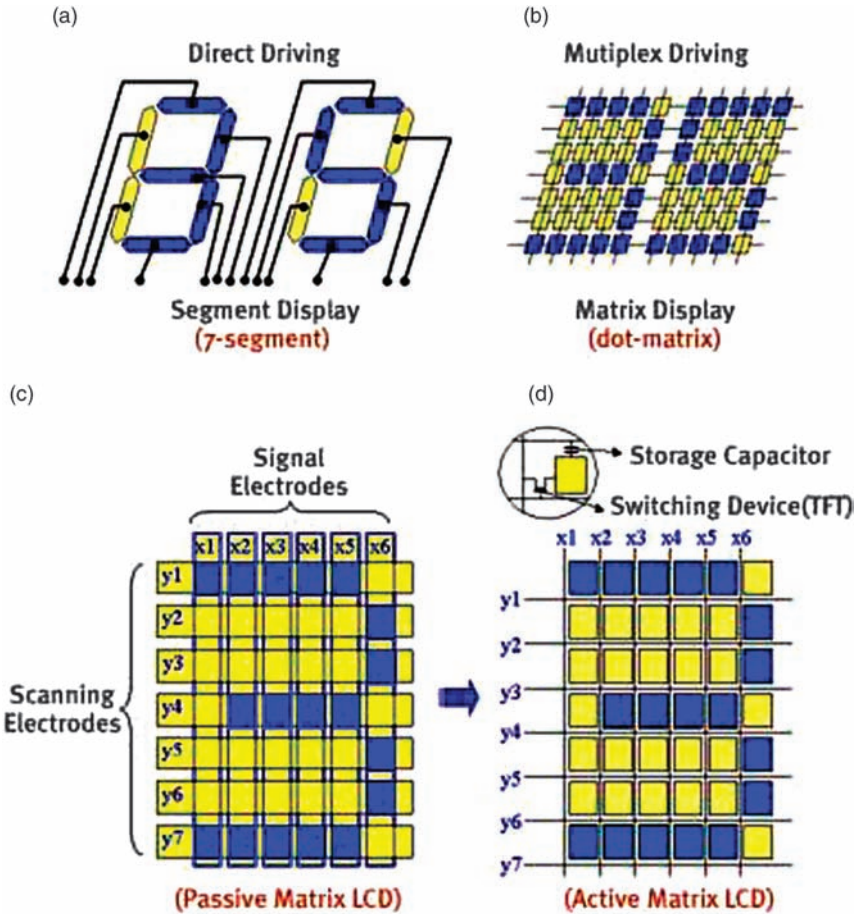 (a)
Direct Driving
Segment Display
(7-segment)
(b)
Mutiplex Driving
Matrix Display
(dot-matrix)
(c)
Signal
Electrodes
x1 x2 x3 x4 x5 x6
y1
y2
y3
Scanning
Electrodes
y4
y5
y6
y7
(Passive Matrix LCD)
(d)
Storage Capacitor
Switching Device(TFT)
x1 x2 x3 x4 x5 x6
y1
y2
y3
y4
y5
y6
y7
(Active Matrix LCD)